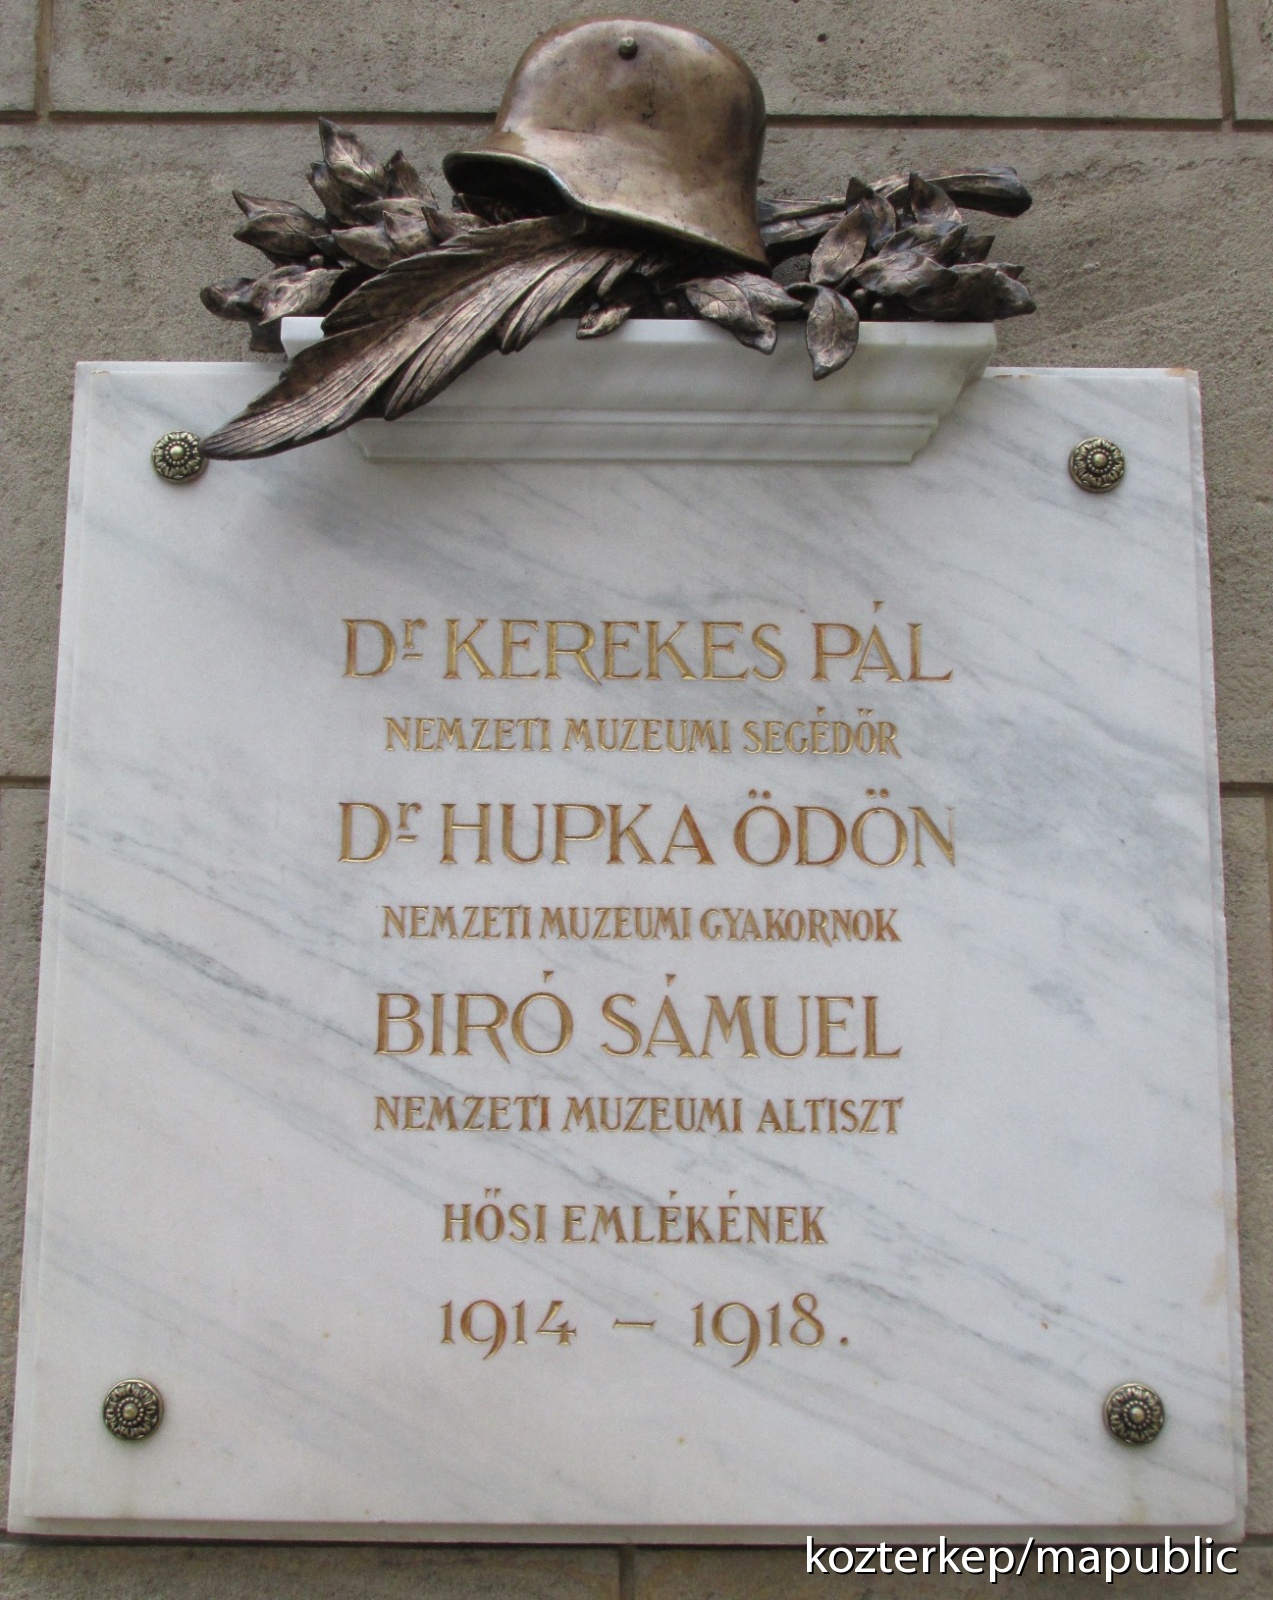 Dr KEREKES PÁL
NEMZETI MUZEUMI SEGÉDŐR
Dr HUPKA ÖDÖN
NEMZETI MUZEUMI GYAKORNOK
BIRÓ SÁMUEL
NEMZETI MUZEUMI ALTISZT
HŐSI EMLÉKÉNEK
1914 – 1918.
kozterkep/mapublic